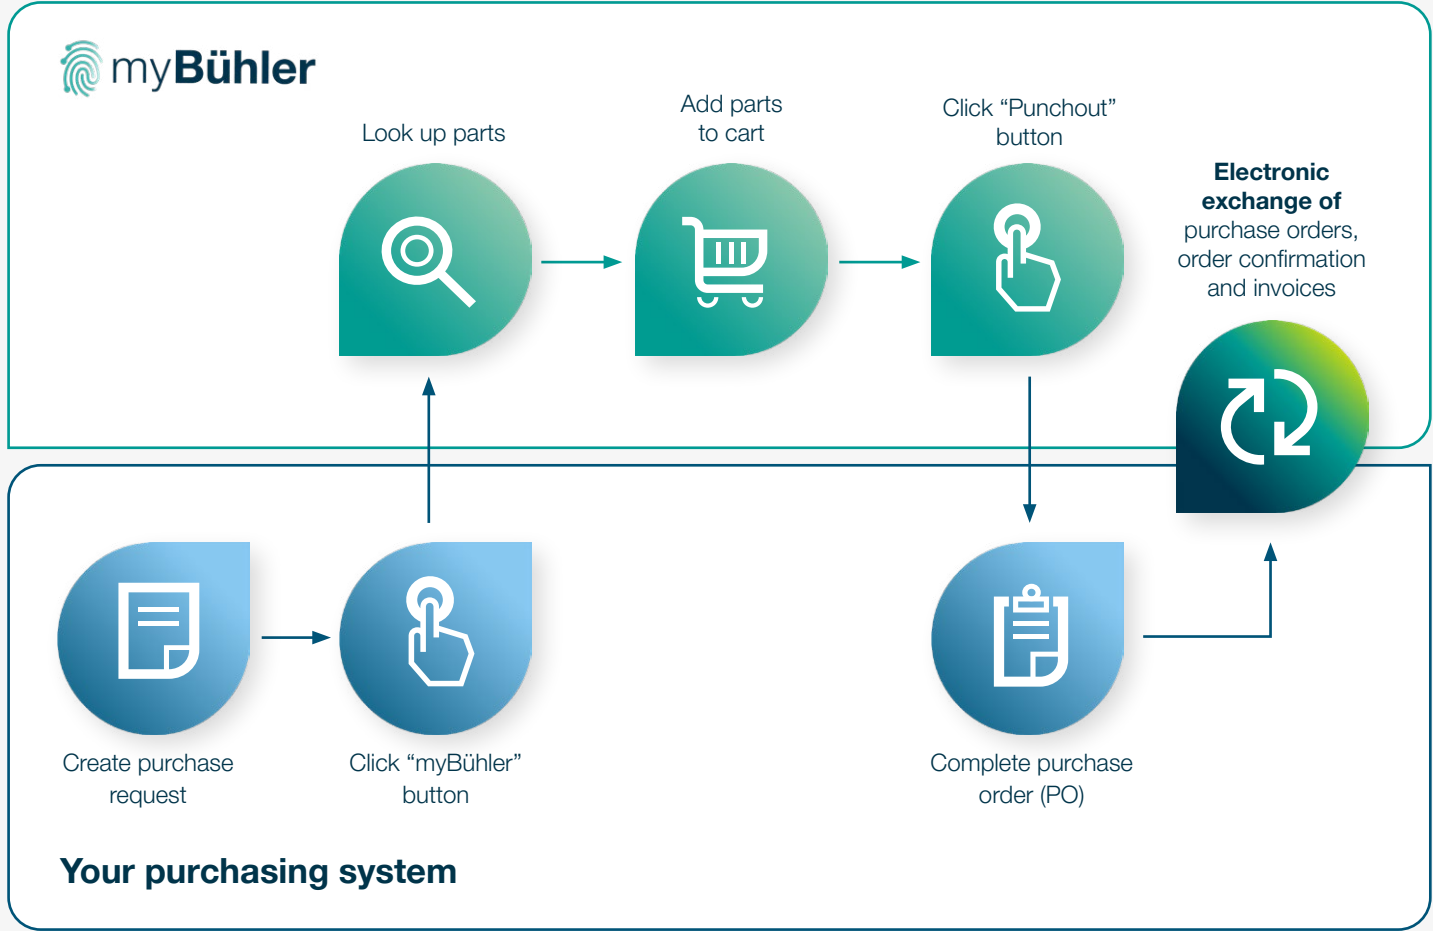 myBühler
Look up parts
Add parts
to cart
Click “Punchout”
button
Electronic
exchange of
purchase orders,
order confirmation
and invoices
Create purchase
request
Click “myBühler”
button
Complete purchase
order (PO)
Your purchasing system